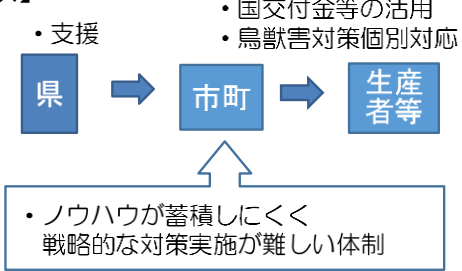 ・国交付金等の活用
・支援
・鳥獣害対策個別対応
県
市町
生産
者等
・ノウハウが蓄積しにくく
戦略的な対策実施が難しい体制